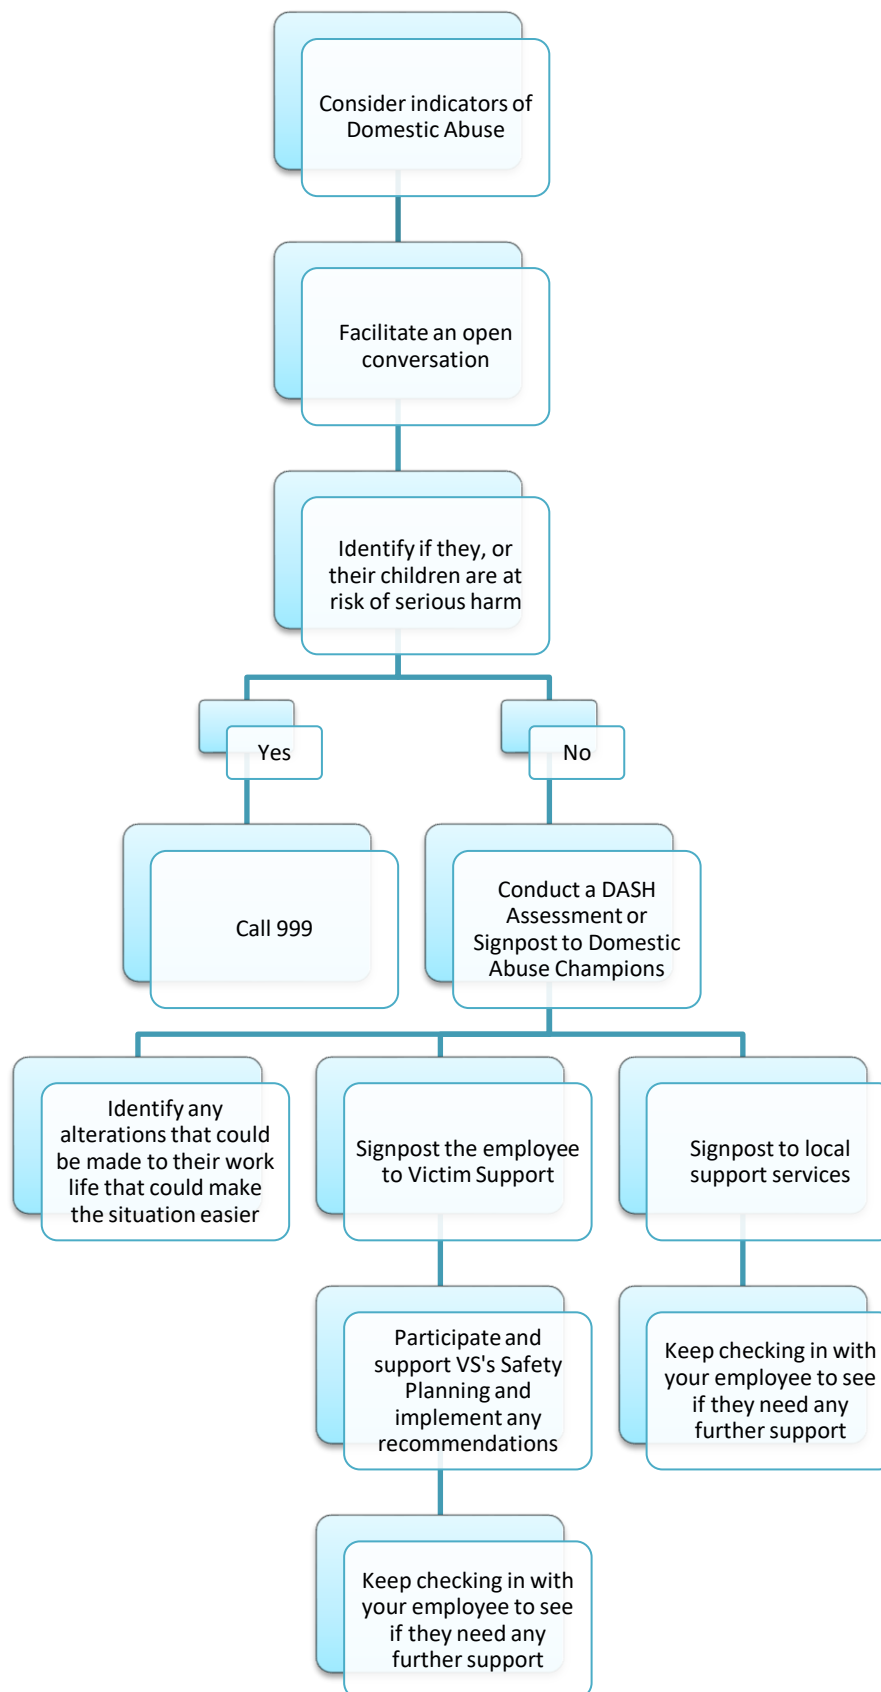 Consider indicators of
Domestic Abuse
Facilitate an open
conversation
Identify if they, or
their children are at
risk of serious harm
Yes
No
Call 999
Conduct a DASH
Assessment or
Signpost to Domestic
Abuse Champions
Identify any
alterations that could
be made to their work
life that could make
the situation easier
Signpost the employee
to Victim Support
Signpost to local
support services
Participate and
support VS's Safety
Planning and
implement any
recommendations
Keep checking in with
your employee to see
if they need any
further support
Keep checking in with
your employee to see
if they need any
further support